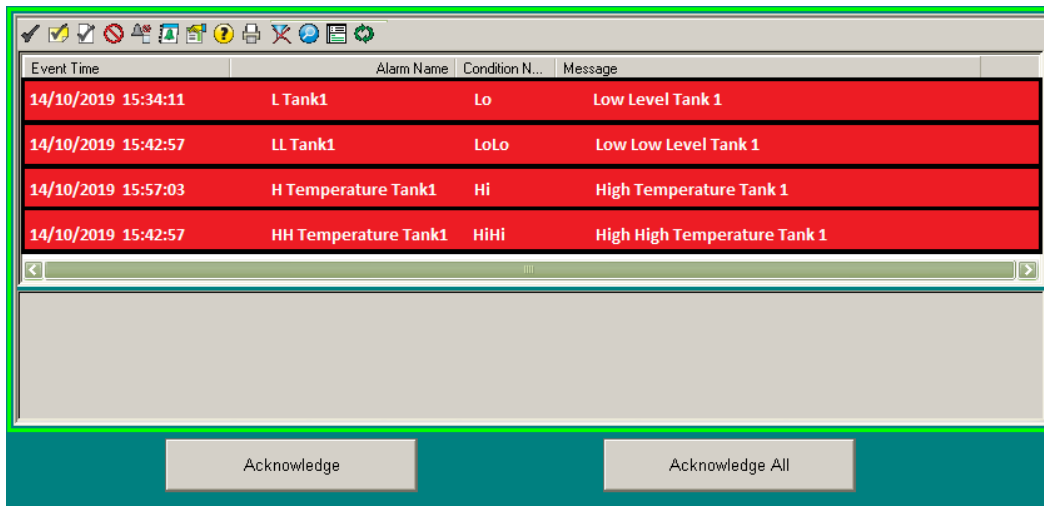 Event Time Alarm Name Condition N... Message
14/10/2019 15:34:11 L Tank1 Lo Low Level Tank 1
14/10/2019 15:42:57 LL Tank1 LoLo Low Low Level Tank 1
14/10/2019 15:57:03 H Temperature Tank1 Hi High Temperature Tank 1
14/10/2019 15:42:57 HH Temperature Tank1 HiHi High High Temperature Tank 1
Acknowledge Acknowledge All